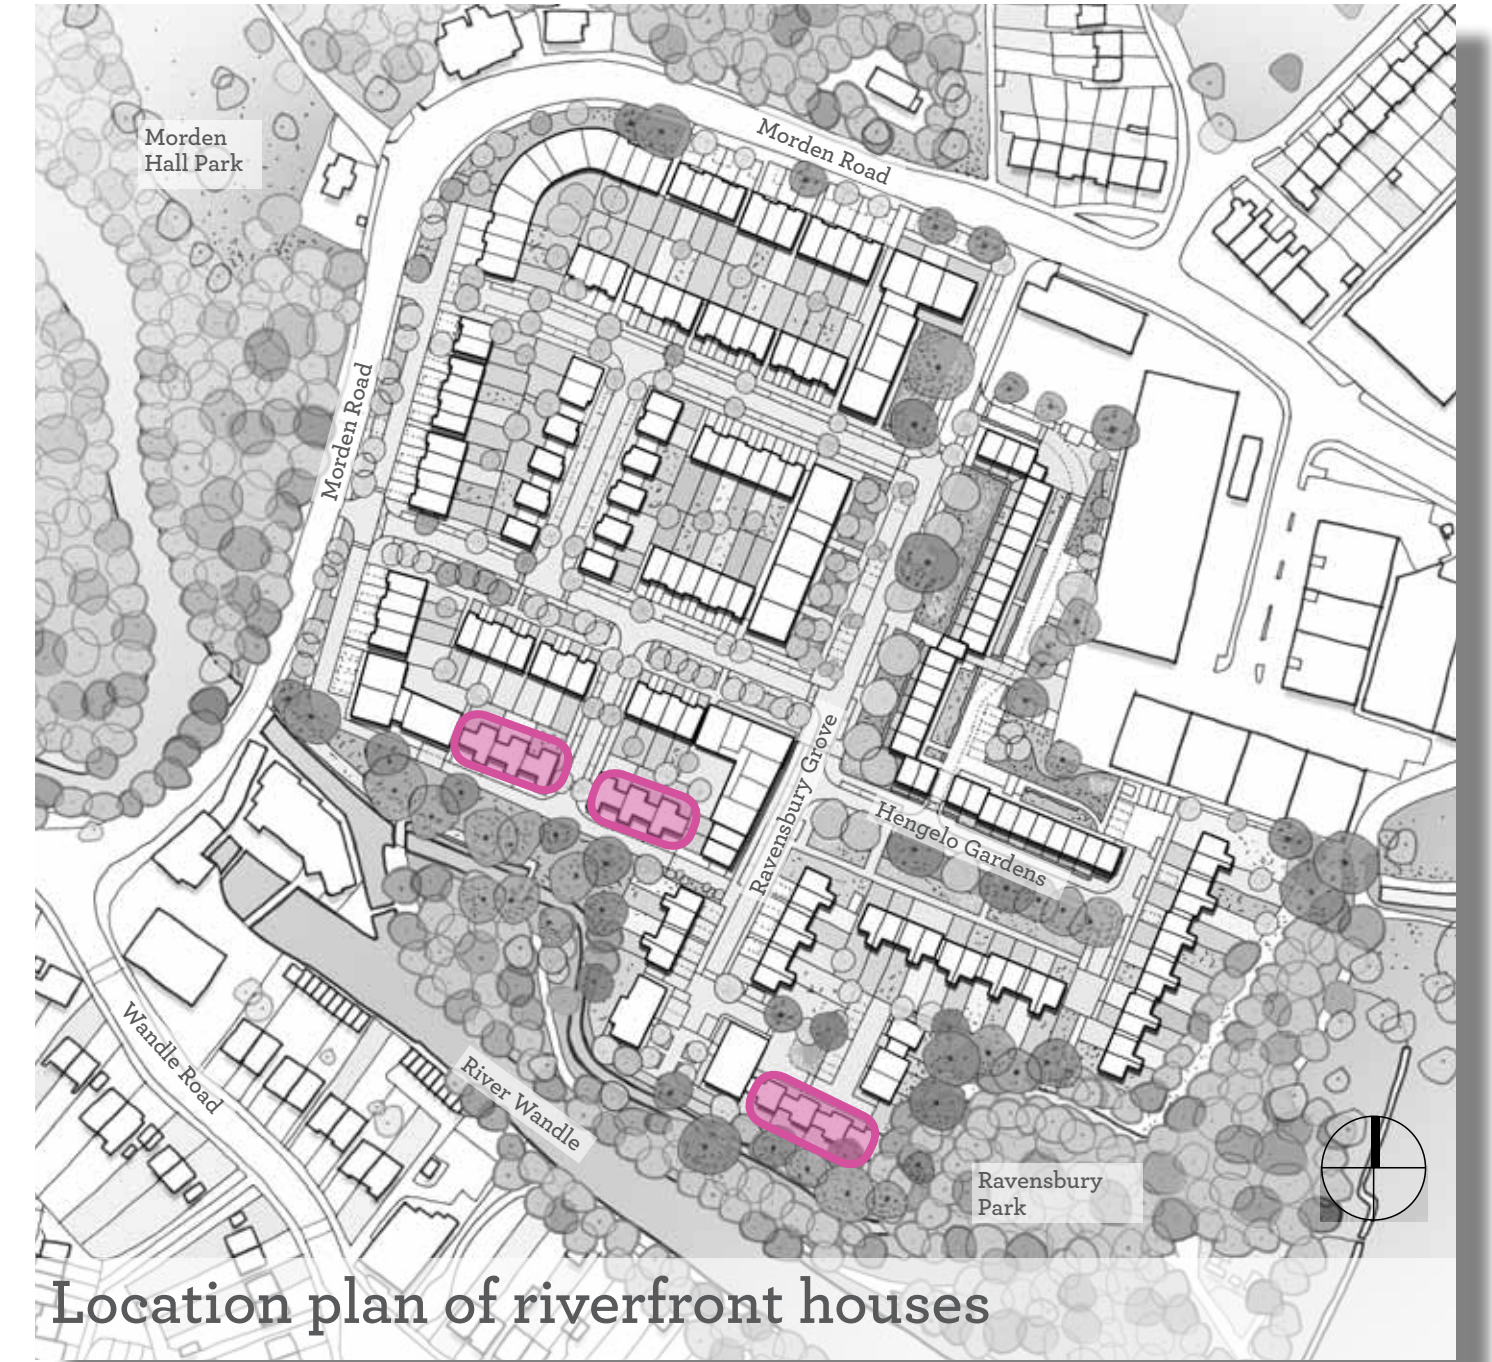 Morden
Hall Park
Morden Road
Morden Road
Ravensbury Grove
Hengelo Gardens
Wandle Road
River Wandle
Ravensbury
Park
Location plan of riverfront houses